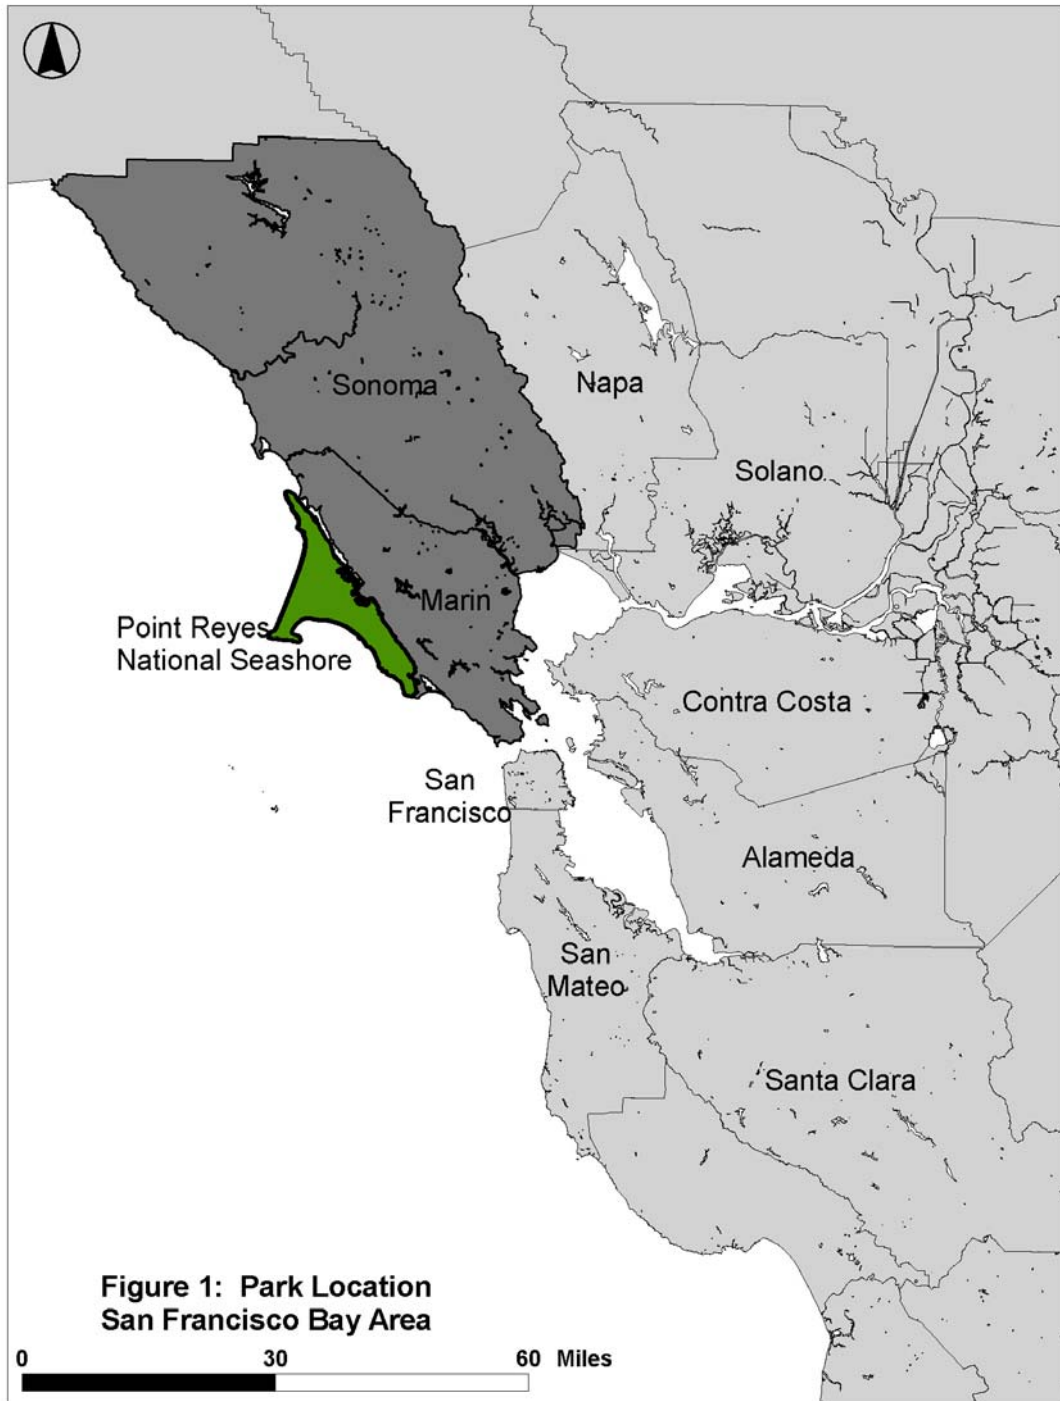 Sonoma
Napa
Solano
Marin
Point Reyes
National Seashore
Contra Costa
San
Francisco
Alameda
San
Mateo
Santa Clara
Figure 1: Park Location
San Francisco Bay Area
0 30 60 Miles